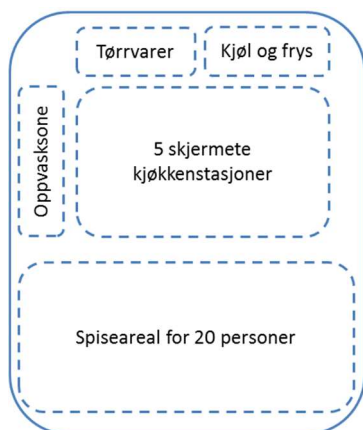 Tørrvarer
Kjøl og frys
Oppvasksone
5 skjermete
kjøkkenstasjoner
Spiseareal for 20 personer